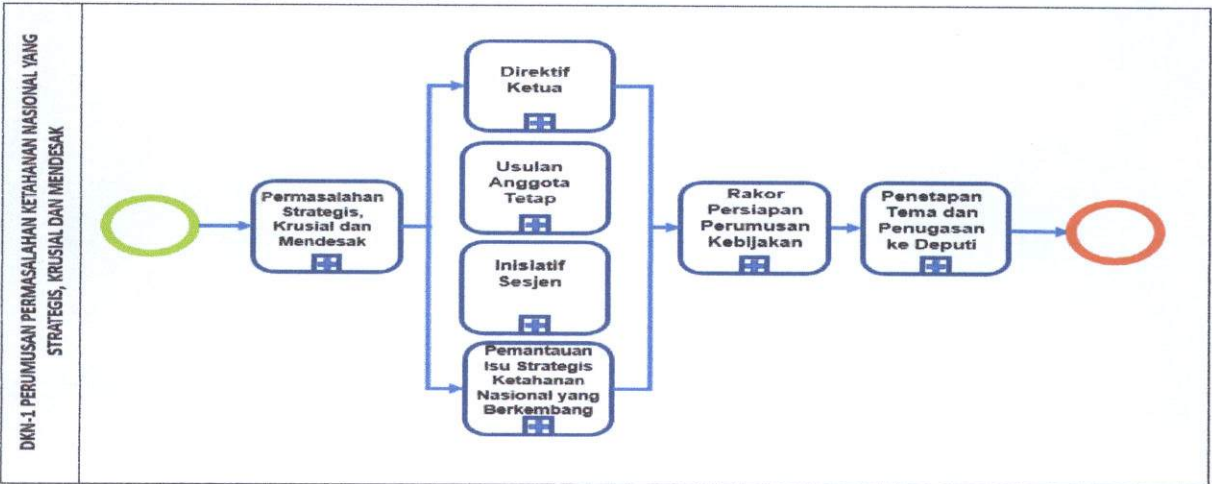 DKN-1 PERUMUSAN PERMASALAHAN KETAHANAN NASIONAL YANG
STRATEGIS, KRUSIAL DAN MENDESAK
Permasalahan
Strategis,
Krusial dan
Mendesak
Direktif
Ketua
Usulan
Anggota
Tetap
Inisiatif
Sesjen
Pemantauan
Isu Strategis
Ketahanan
Nasional yang
Berkembang
Rakor
Persiapan
Perumusan
Kebijakan
Penetapan
Tema dan
Penugasan
ke Deputi